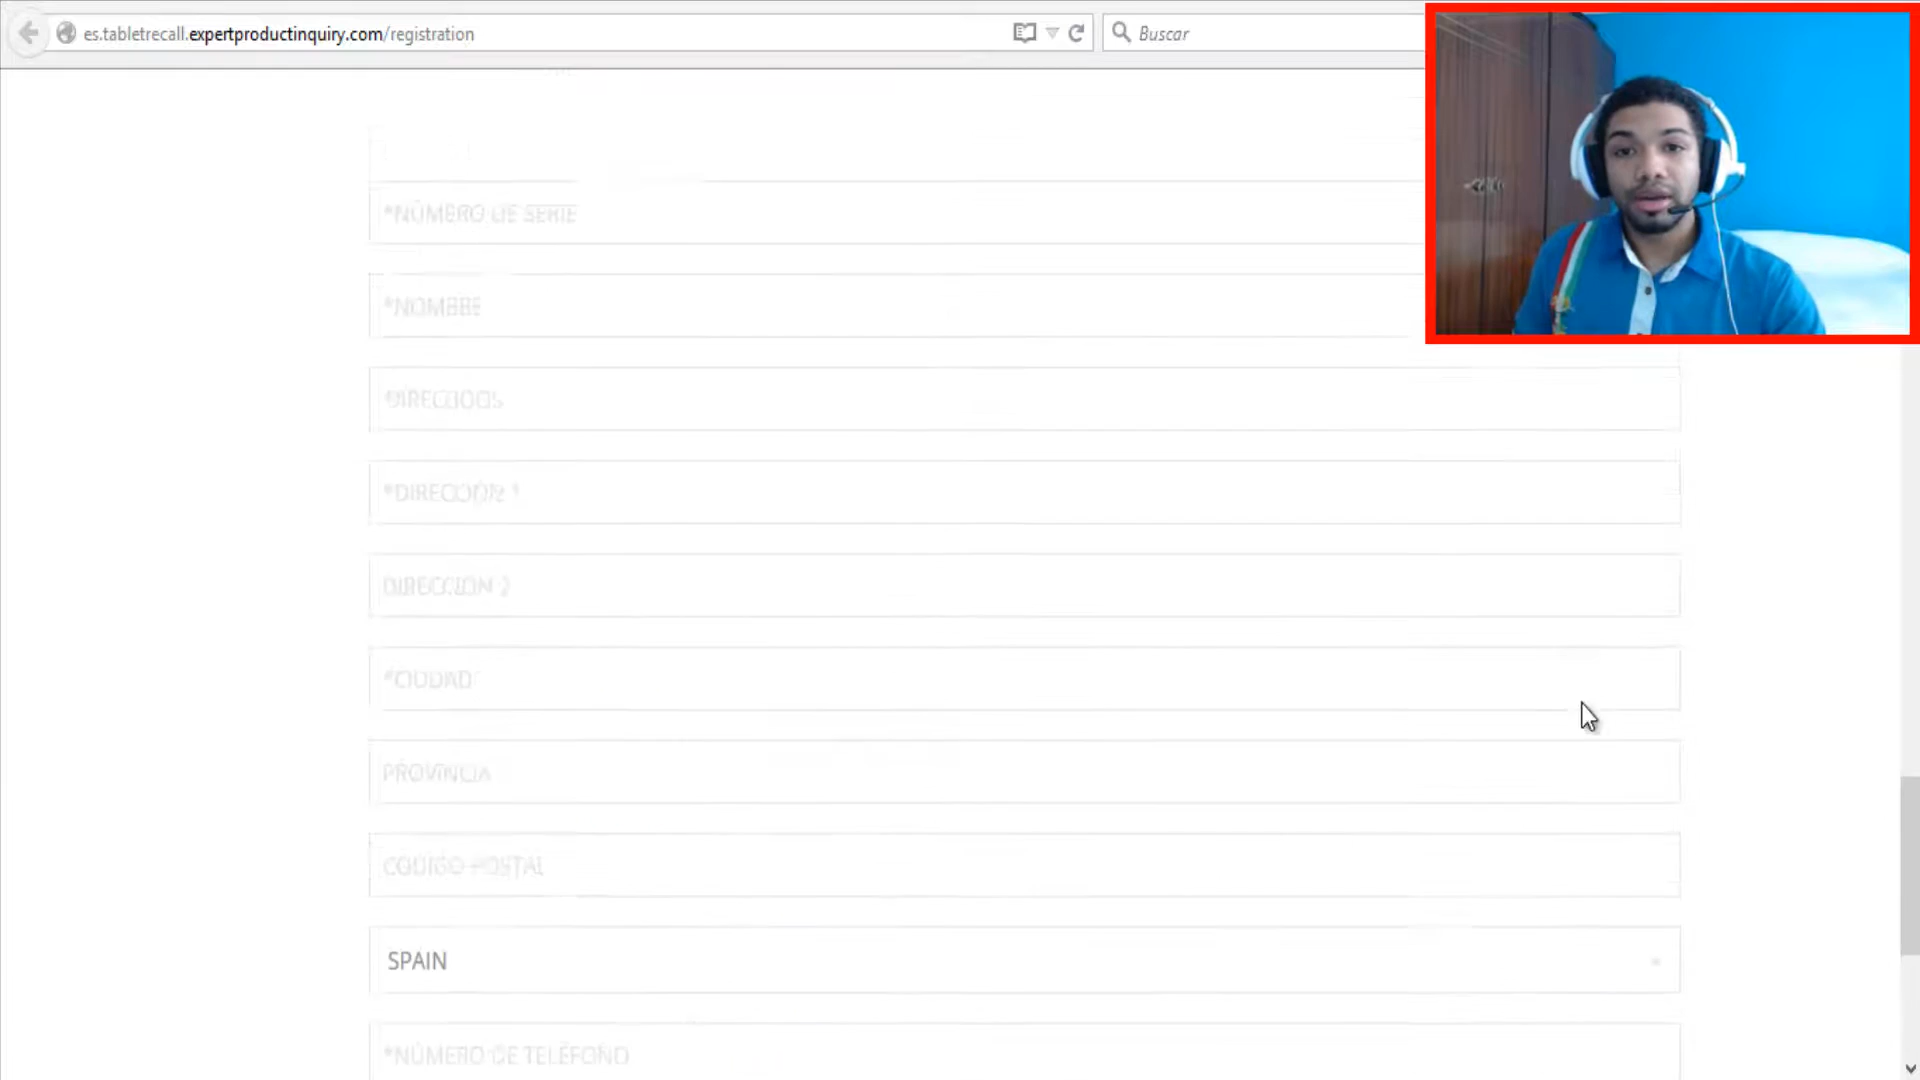 es.tabletrecall.expertproductinquiry.com/registration
Buscar
*NÚMERO DE SERIE
*NOMBRE
*DIRECCIÓN 1
DIRECCIÓN 2
*CIUDAD
PROVINCIA
CÓDIGO POSTAL
SPAIN
*NÚMERO DE TELÉFONO